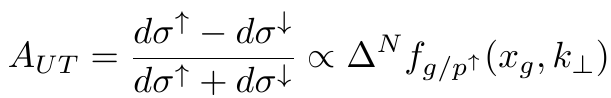 $A_{UT} = \frac{d\sigma^{\uparrow} - d\sigma^{\downarrow}}{d\sigma^{\uparrow} + d\sigma^{\downarrow}} \propto \Delta^{N} f_{g/p^{\uparrow}}(x_g, k_{\perp})$